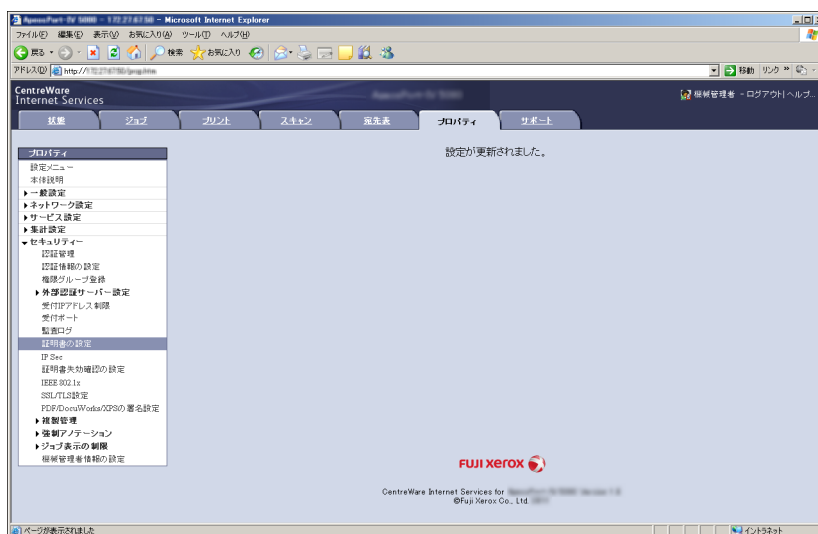 - Microsoft Internet Explorer
ファイル(F) 編集(E) 表示(V) お気に入り(A) ツール(T) ヘルプ(H)
戻る 検索 お気に入り
アドレス(D) http:// 移動 リンク »
CentreWare
Internet Services
機械管理者 - ログアウト| ヘルプ...
状態 ジョブ プリント スキャン 宛先表 プロパティ サポート
プロパティ
設定メニュー
本体説明
一般設定
ネットワーク設定
サービス設定
集計設定
セキュリティー
認証管理
認証情報の設定
権限グループ登録
外部認証サーバー設定
受付IPアドレス制限
受付ポート
監査ログ
証明書の設定
IP Sec
証明書失効確認の設定
IEEE 802.1x
SSL/TLS設定
PDF/DocuWorks/XPSの署名設定
複製管理
強制アノテーション
ジョブ表示の制限
機械管理者情報の設定
設定が更新されました。
FUJI XEROX
CentreWare Internet Services for
©Fuji Xerox Co., Ltd.
ページが表示されました イントラネット